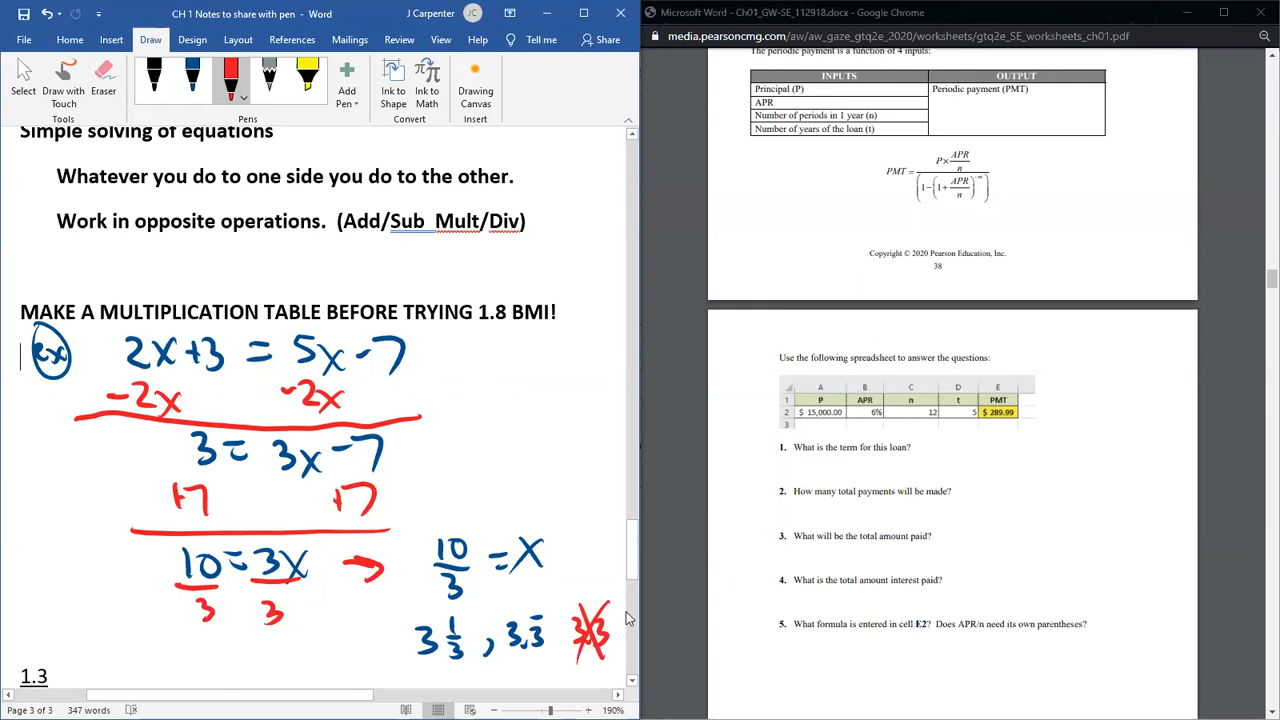 J Carpenter
File Home Insert Draw Design Layout References Mailings Review View Help Share
Select Draw with Touch Eraser Add Pen Ink to Shape Ink to Math Drawing Canvas
Tools Pens Convert Insert
Simple solving of equations
Whatever you do to one side you do to the other.
Work in opposite operations. (Add/Sub Mult/Div)
MAKE A MULTIPLICATION TABLE BEFORE TRYING 1.8 BMI!
Ex 2x+3 = 5x-7
-2x -2x
3 = 3x-7
+7 +7
10 = 3x → 10/3 = x
3 3
3 1/3 , 3.3̅ 3.3
1.3
Page 3 of 3 347 words 190%
Microsoft Word - Ch01_GW-SE_112918.docx - Google Chrome
media.pearsoncmg.com/aw/aw_gaze_gtq2e_2020/worksheets/gtq2e_SE_worksheets_ch01.pdf
The periodic payment is a function of 4 inputs:
INPUTS OUTPUT
Principal (P) Periodic payment (PMT)
APR
Number of periods in 1 year (n)
Number of years of the loan (t)
PMT = (P × APR/n) / (1 − (1 + APR/n)^−nt)
Copyright © 2020 Pearson Education, Inc.
38
Use the following spreadsheet to answer the questions:
A B C D E
1 P APR n t PMT
2 $ 15,000.00 6% 12 5 $ 289.99
3
1. What is the term for this loan?
2. How many total payments will be made?
3. What will be the total amount paid?
4. What is the total amount interest paid?
5. What formula is entered in cell E2? Does APR/n need its own parentheses?